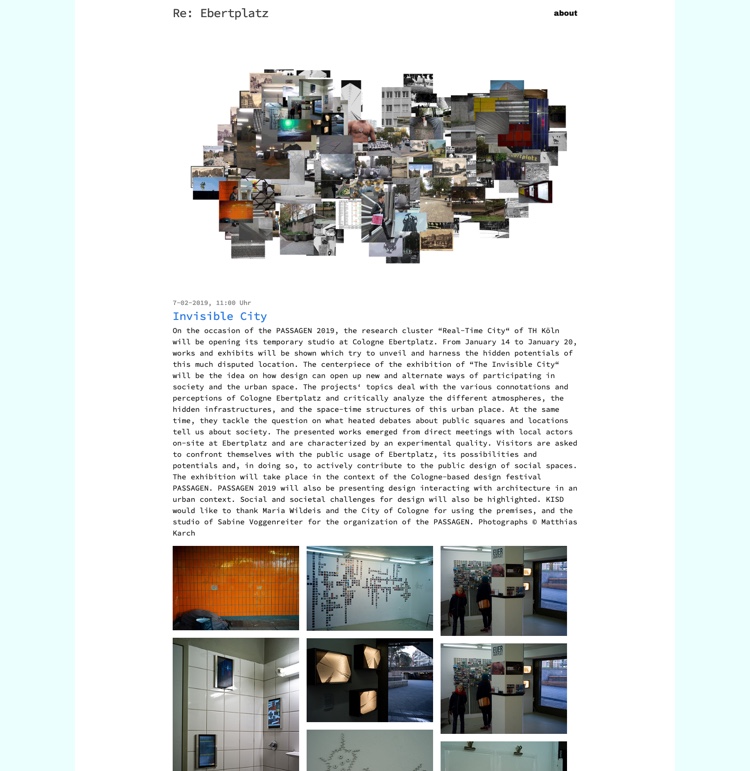 Re: Ebertplatz
about
7-02-2019, 11:00 Uhr
Invisible City
On the occasion of the PASSAGEN 2019, the research cluster “Real-Time City“ of TH Köln
will be opening its temporary studio at Cologne Ebertplatz. From January 14 to January 20,
works and exhibits will be shown which try to unveil and harness the hidden potentials of
this much disputed location. The centerpiece of the exhibition of “The Invisible City“
will be the idea on how design can open up new and alternate ways of participating in
society and the urban space. The projects' topics deal with the various connotations and
perceptions of Cologne Ebertplatz and critically analyze the different atmospheres, the
hidden infrastructures, and the space-time structures of this urban place. At the same
time, they tackle the question on what heated debates about public squares and locations
tell us about society. The presented works emerged from direct meetings with local actors
on-site at Ebertplatz and are characterized by an experimental quality. Visitors are asked
to confront themselves with the public usage of Ebertplatz, its possibilities and
potentials and, in doing so, to actively contribute to the public design of social spaces.
The exhibition will take place in the context of the Cologne-based design festival
PASSAGEN. PASSAGEN 2019 will also be presenting design interacting with architecture in an
urban context. Social and societal challenges for design will also be highlighted. KISD
would like to thank Maria Wildeis and the City of Cologne for using the premises, and the
studio of Sabine Voggenreiter for the organization of the PASSAGEN. Photographs © Matthias
Karch